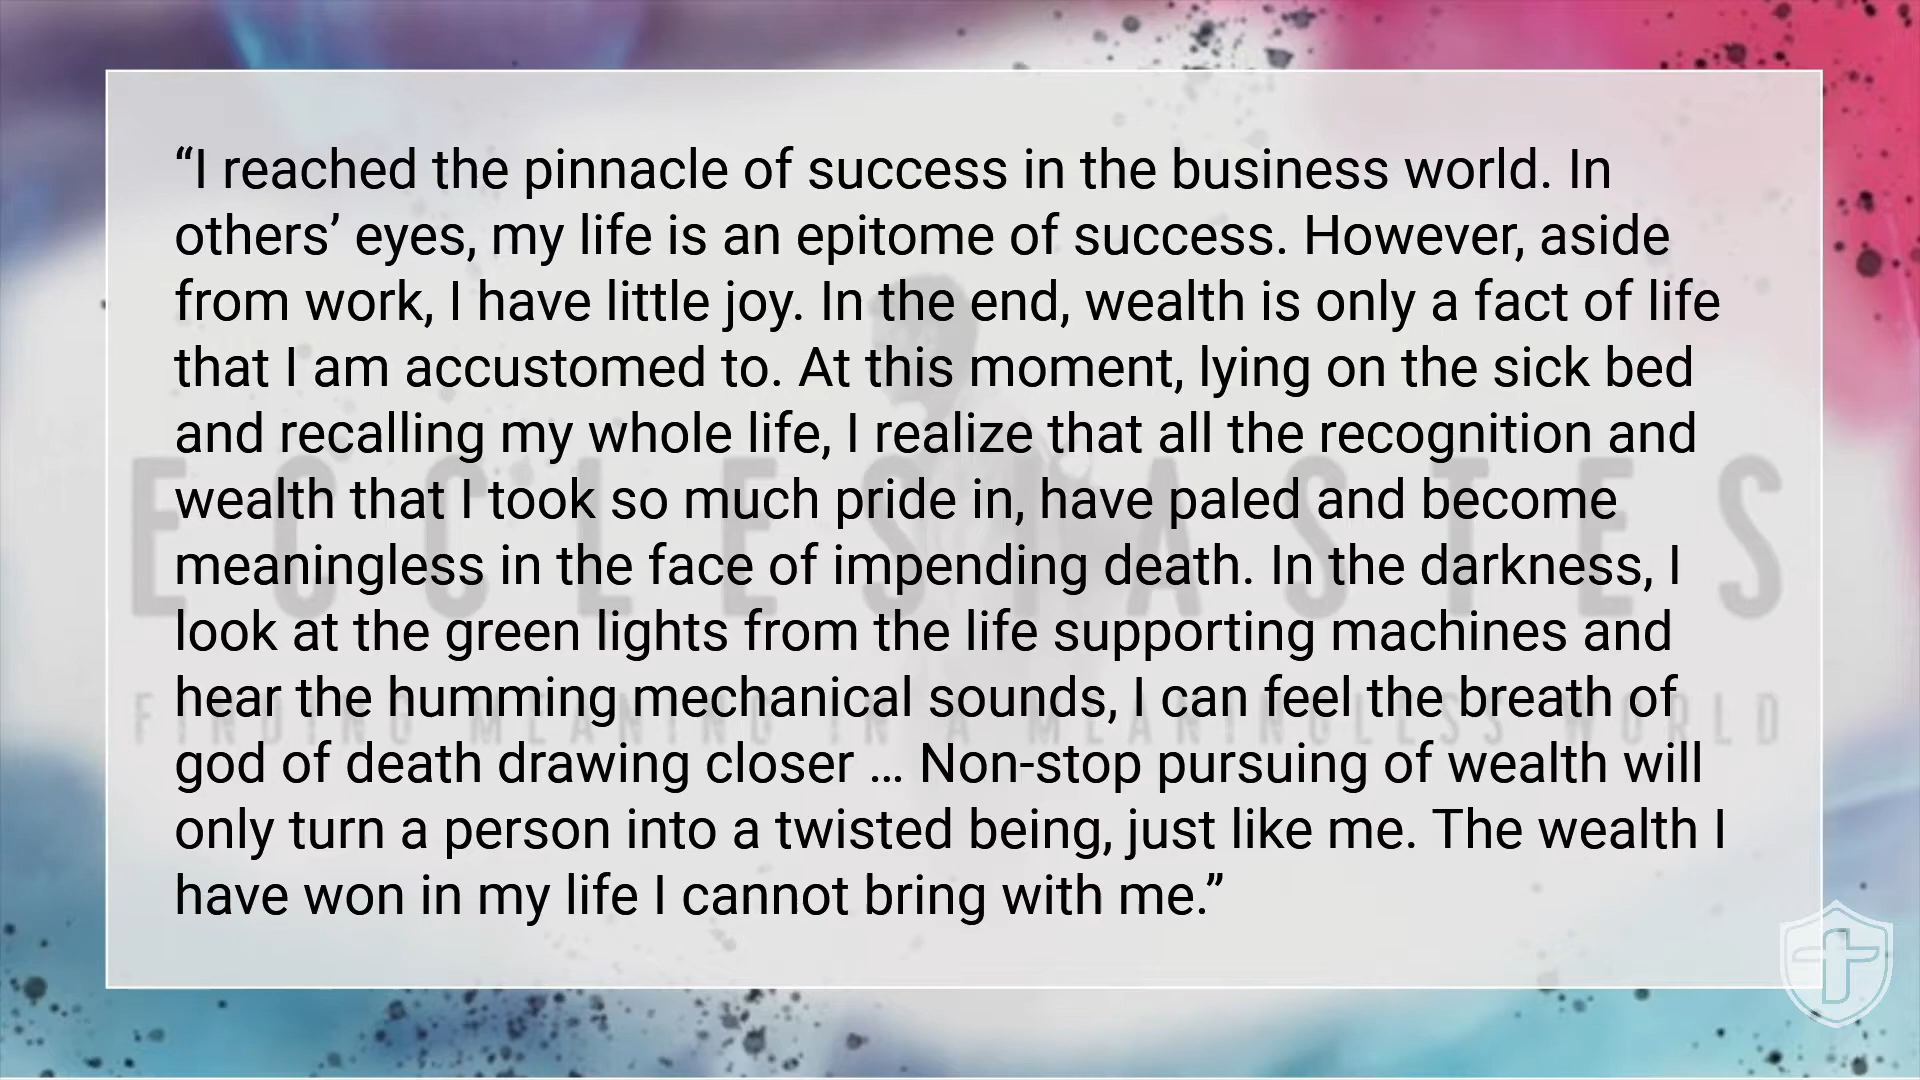 “I reached the pinnacle of success in the business world. In
others’ eyes, my life is an epitome of success. However, aside
from work, I have little joy. In the end, wealth is only a fact of life
that I am accustomed to. At this moment, lying on the sick bed
and recalling my whole life, I realize that all the recognition and
wealth that I took so much pride in, have paled and become
meaningless in the face of impending death. In the darkness, I
look at the green lights from the life supporting machines and
hear the humming mechanical sounds, I can feel the breath of
god of death drawing closer … Non-stop pursuing of wealth will
only turn a person into a twisted being, just like me. The wealth I
have won in my life I cannot bring with me.”
ECCLESIASTES
FINDING MEANING IN A MEANINGLESS WORLD